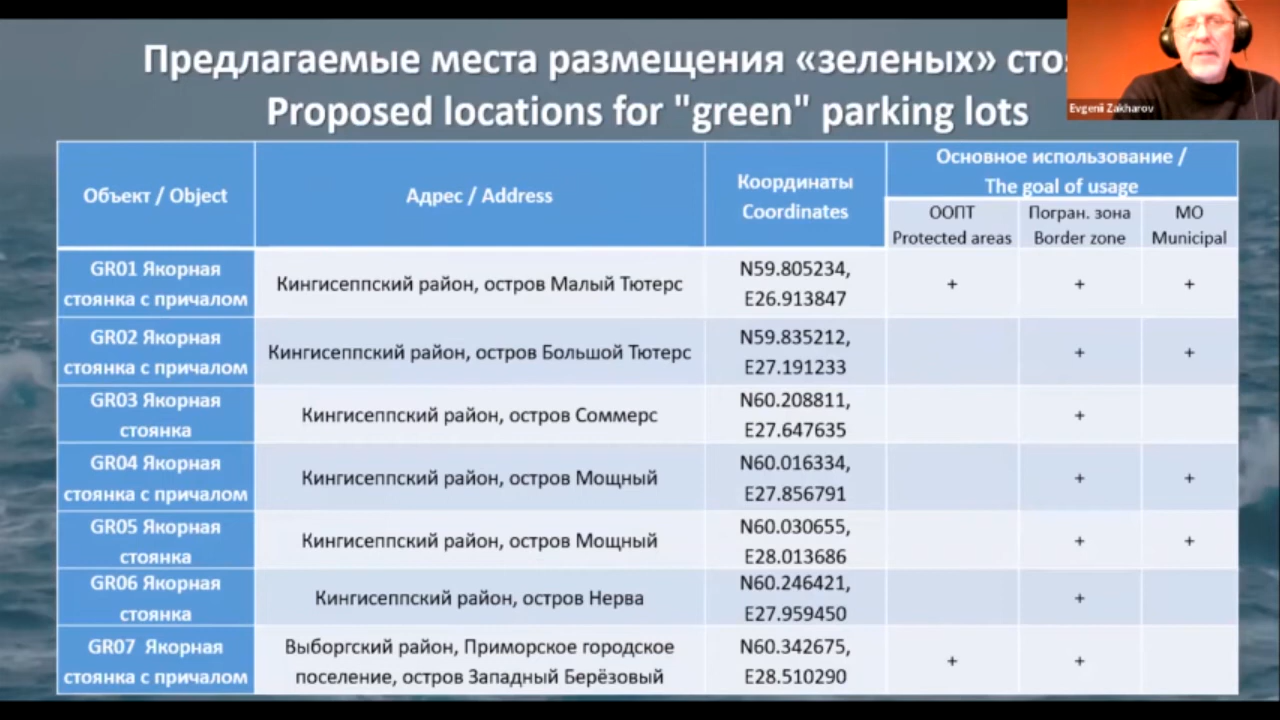 Предлагаемые места размещения «зеленых»
Proposed locations for "green" parking lots
Evgenii Zakharov
Объект / Object
Адрес / Address
Координаты
Coordinates
Основное использование /
The goal of usage
ООПТ
Protected areas
Погран. зона
Border zone
МО
Municipal
GR01 Якорная
стоянка с причалом
Кингисеппский район, остров Малый Тютерс
N59.805234,
E26.913847
+
+
+
GR02 Якорная
стоянка с причалом
Кингисеппский район, остров Большой Тютерс
N59.835212,
E27.191233
+
+
GR03 Якорная
стоянка
Кингисеппский район, остров Соммерс
N60.208811,
E27.647635
+
GR04 Якорная
стоянка с причалом
Кингисеппский район, остров Мощный
N60.016334,
E27.856791
+
+
GR05 Якорная
стоянка
Кингисеппский район, остров Мощный
N60.030655,
E28.013686
+
+
GR06 Якорная
стоянка
Кингисеппский район, остров Нерва
N60.246421,
E27.959450
+
GR07 Якорная
стоянка с причалом
Выборгский район, Приморское городское
поселение, остров Западный Берёзовый
N60.342675,
E28.510290
+
+